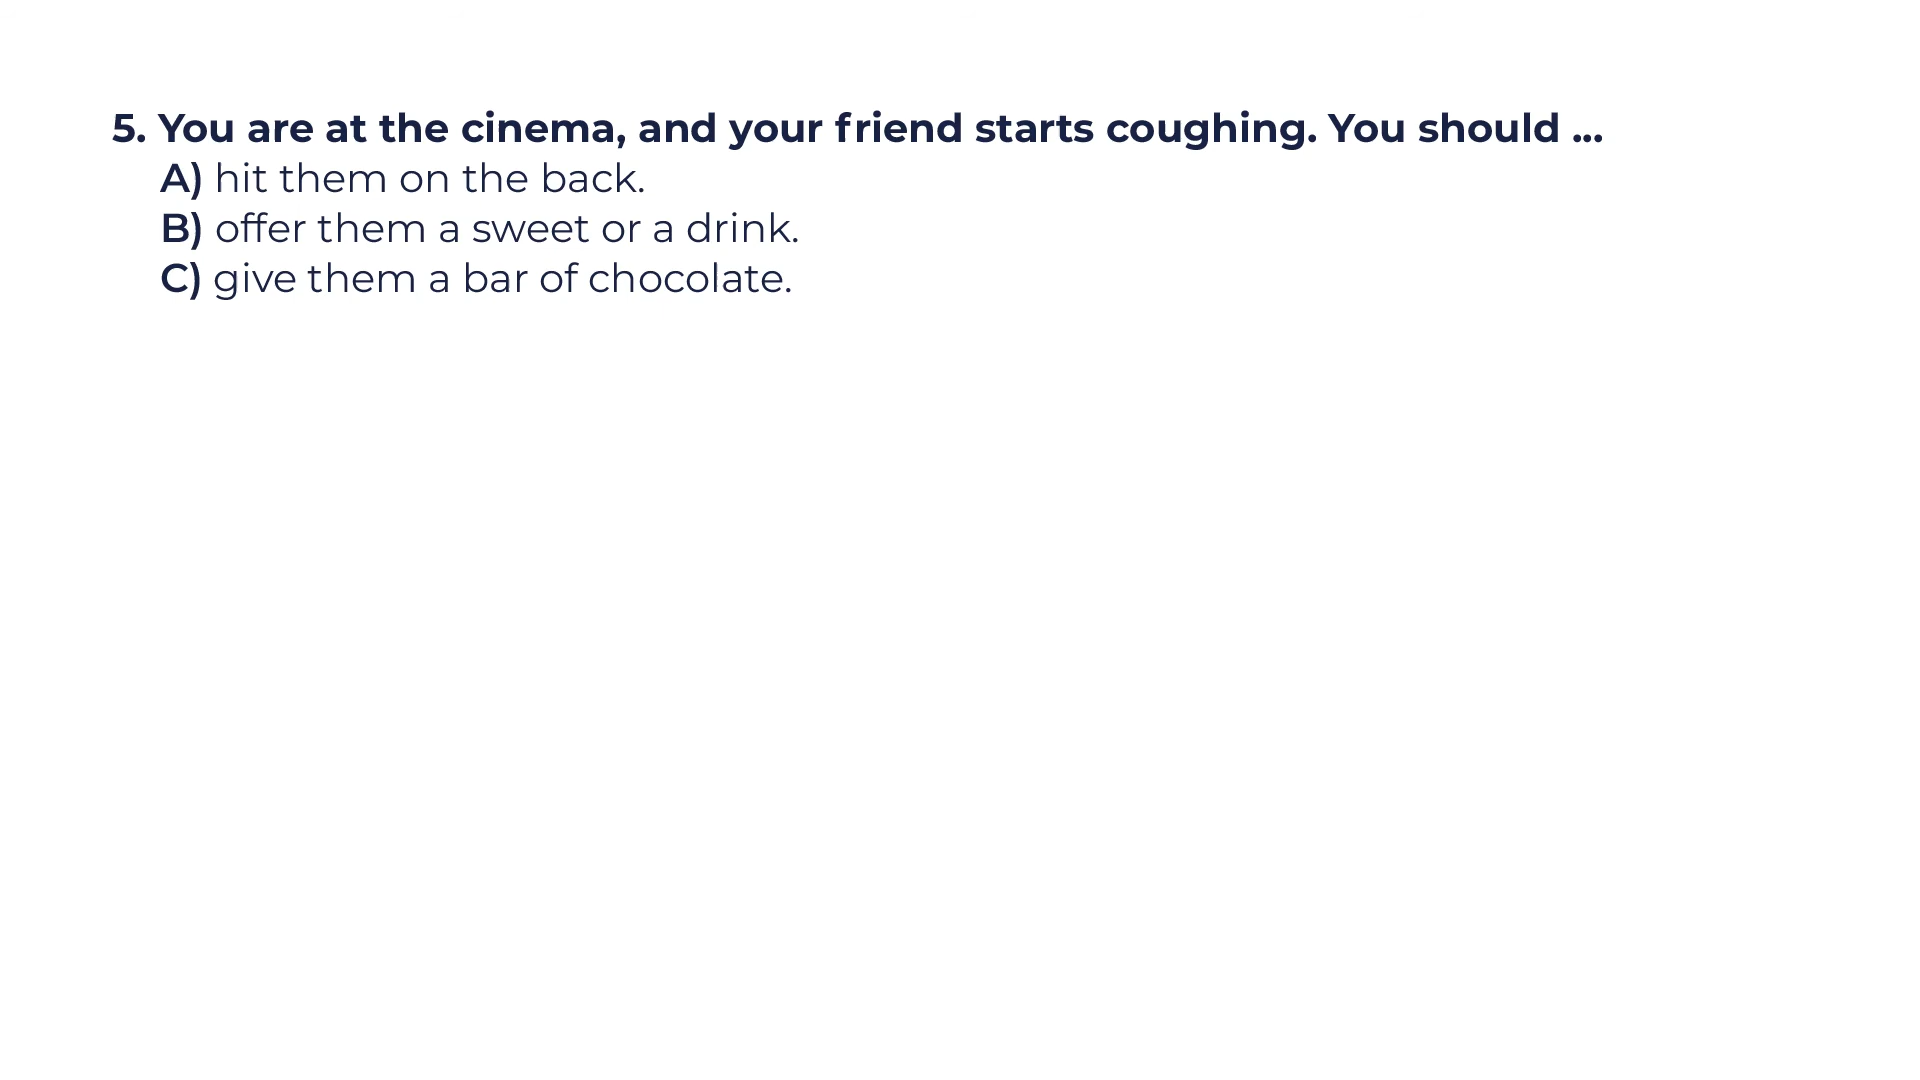 5. You are at the cinema, and your friend starts coughing. You should ...
A) hit them on the back.
B) offer them a sweet or a drink.
C) give them a bar of chocolate.